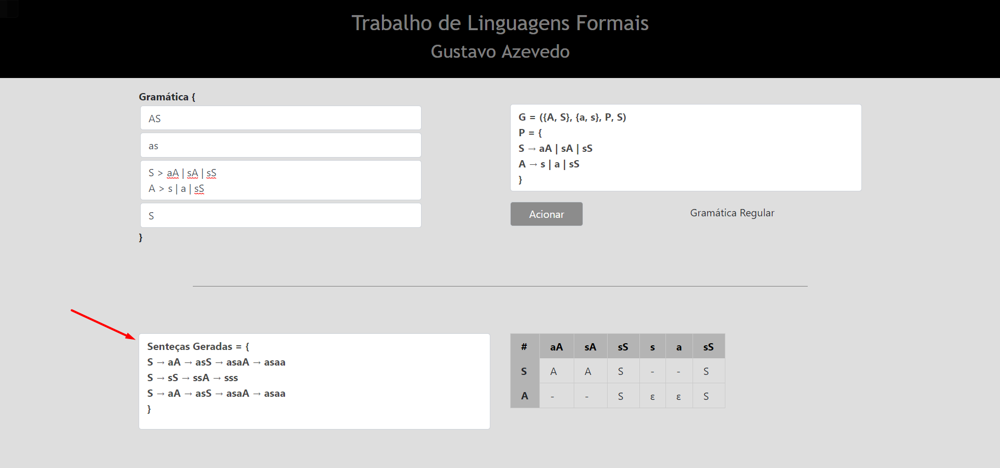 Trabalho de Linguagens Formais
Gustavo Azevedo
Gramática {
AS
as
S > aA | sA | sS
A > s | a | sS
S
}
G = ({A, S}, {a, s}, P, S)
P = {
S → aA | sA | sS
A → s | a | sS
}
Acionar
Gramática Regular
Senteças Geradas = {
S → aA → asS → asaA → asaa
S → sS → ssA → sss
S → aA → asS → asaA → asaa
}
# aA sA sS s a sS
S A A S - - S
A - - S ε ε S